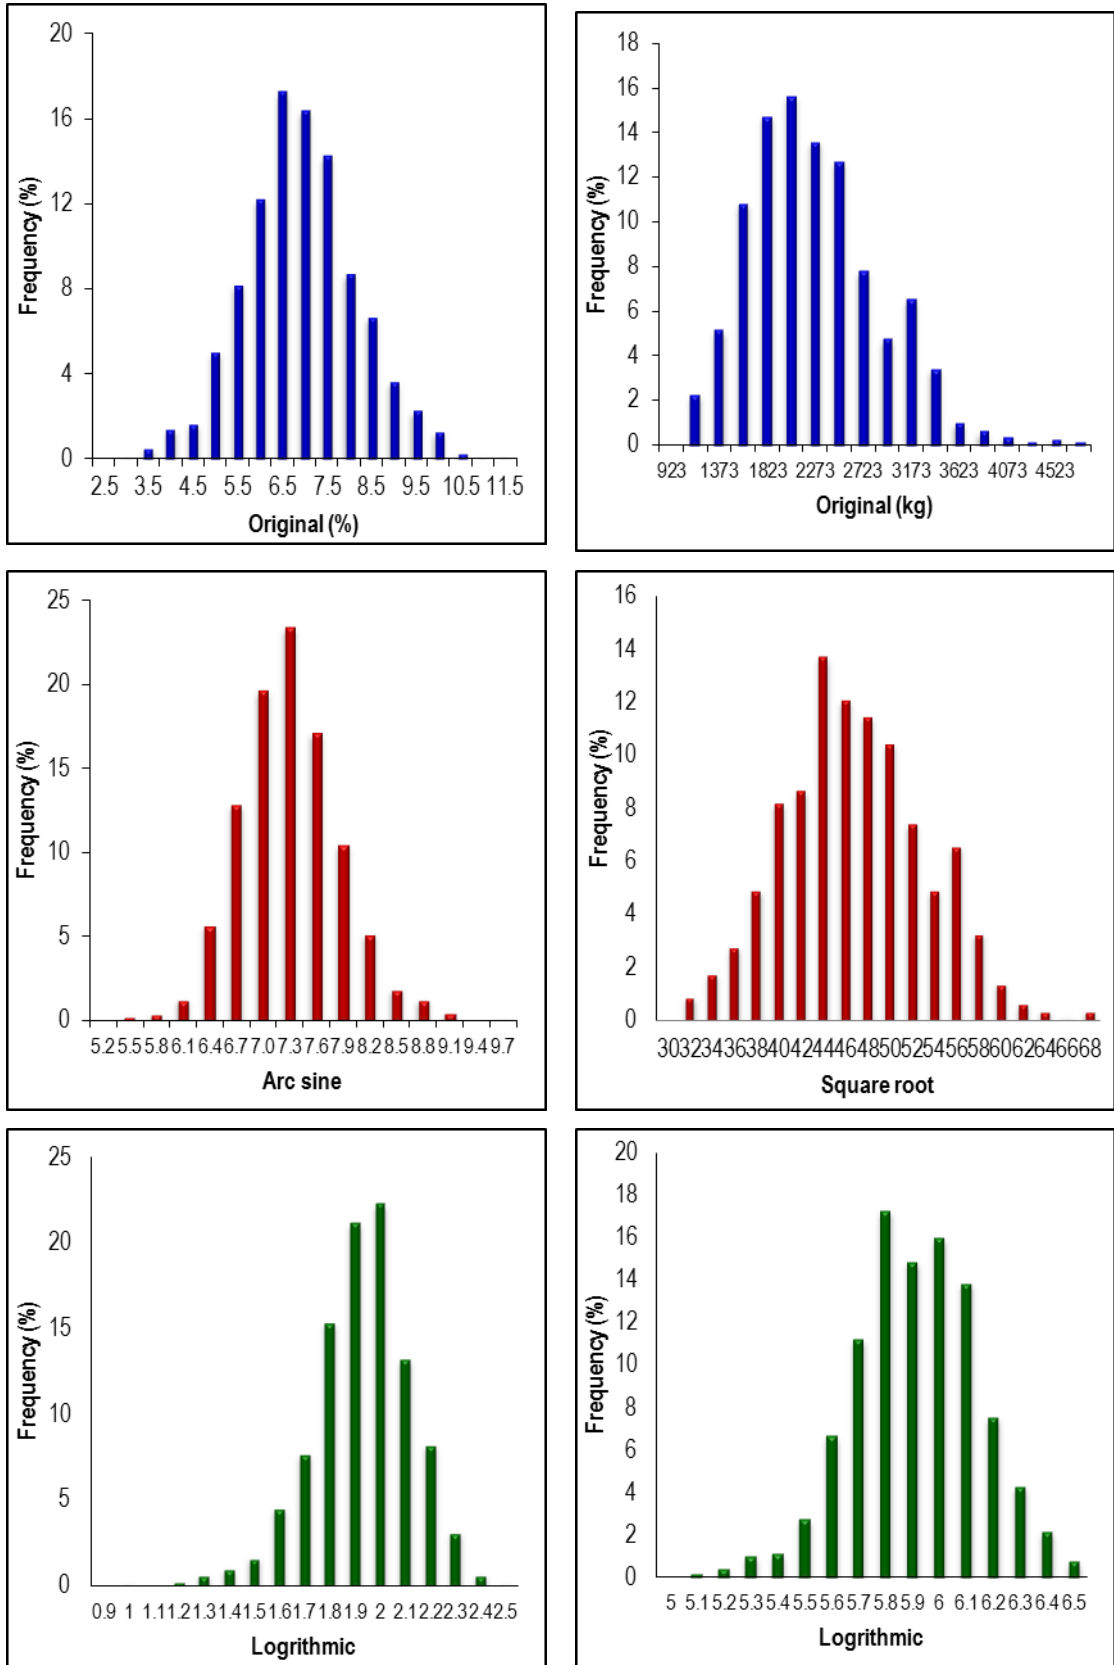 20
16
12
8
4
0
Frequency (%)
2.5 3.5 4.5 5.5 6.5 7.5 8.5 9.5 10.5 11.5
Original (%)
18
16
14
12
10
8
6
4
2
0
Frequency (%)
923 1373 1823 2273 2723 3173 3623 4073 4523
Original (kg)
25
20
15
10
5
0
Frequency (%)
5.2 5.5 5.8 6.1 6.4 6.7 7.0 7.3 7.6 7.9 8.2 8.5 8.8 9.1 9.4 9.7
Arc sine
16
14
12
10
8
6
4
2
0
Frequency (%)
30 32 34 36 38 40 42 44 46 48 50 52 54 56 58 60 62 64 66 68
Square root
25
20
15
10
5
0
Frequency (%)
0.9 1 1.1 1.2 1.3 1.4 1.5 1.6 1.7 1.8 1.9 2 2.1 2.2 2.3 2.4 2.5
Logrithmic
20
18
16
14
12
10
8
6
4
2
0
Frequency (%)
5 5.1 5.2 5.3 5.4 5.5 5.6 5.7 5.8 5.9 6 6.1 6.2 6.3 6.4 6.5
Logrithmic